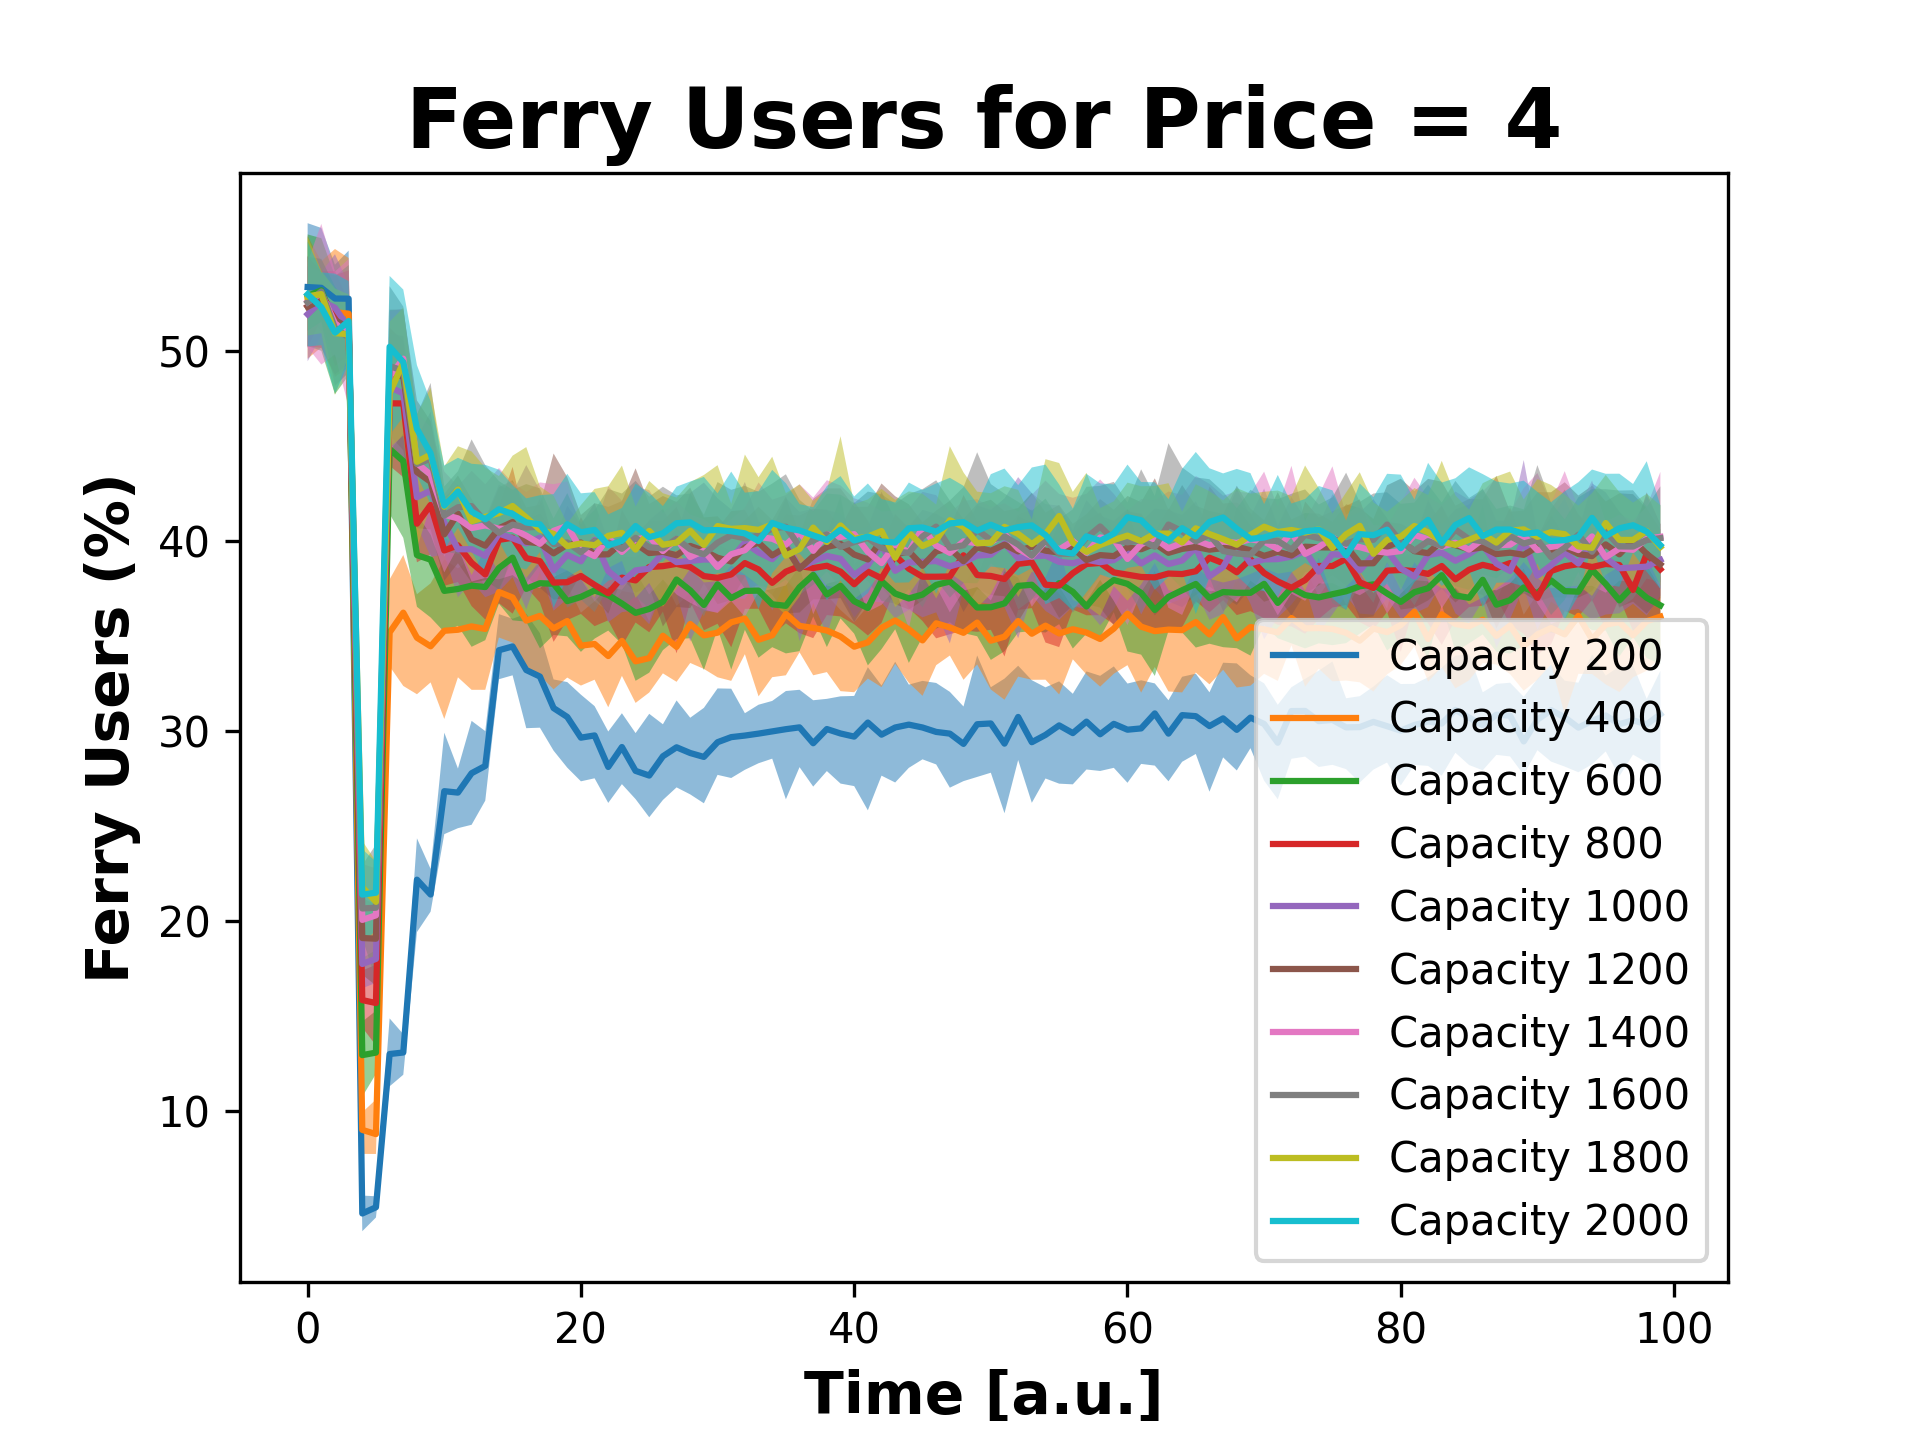 Ferry Users for Price = 4
Ferry Users (%)
50
40
30
20
10
Capacity 200
Capacity 400
Capacity 600
Capacity 800
Capacity 1000
Capacity 1200
Capacity 1400
Capacity 1600
Capacity 1800
Capacity 2000
0 20 40 60 80 100
Time [a.u.]